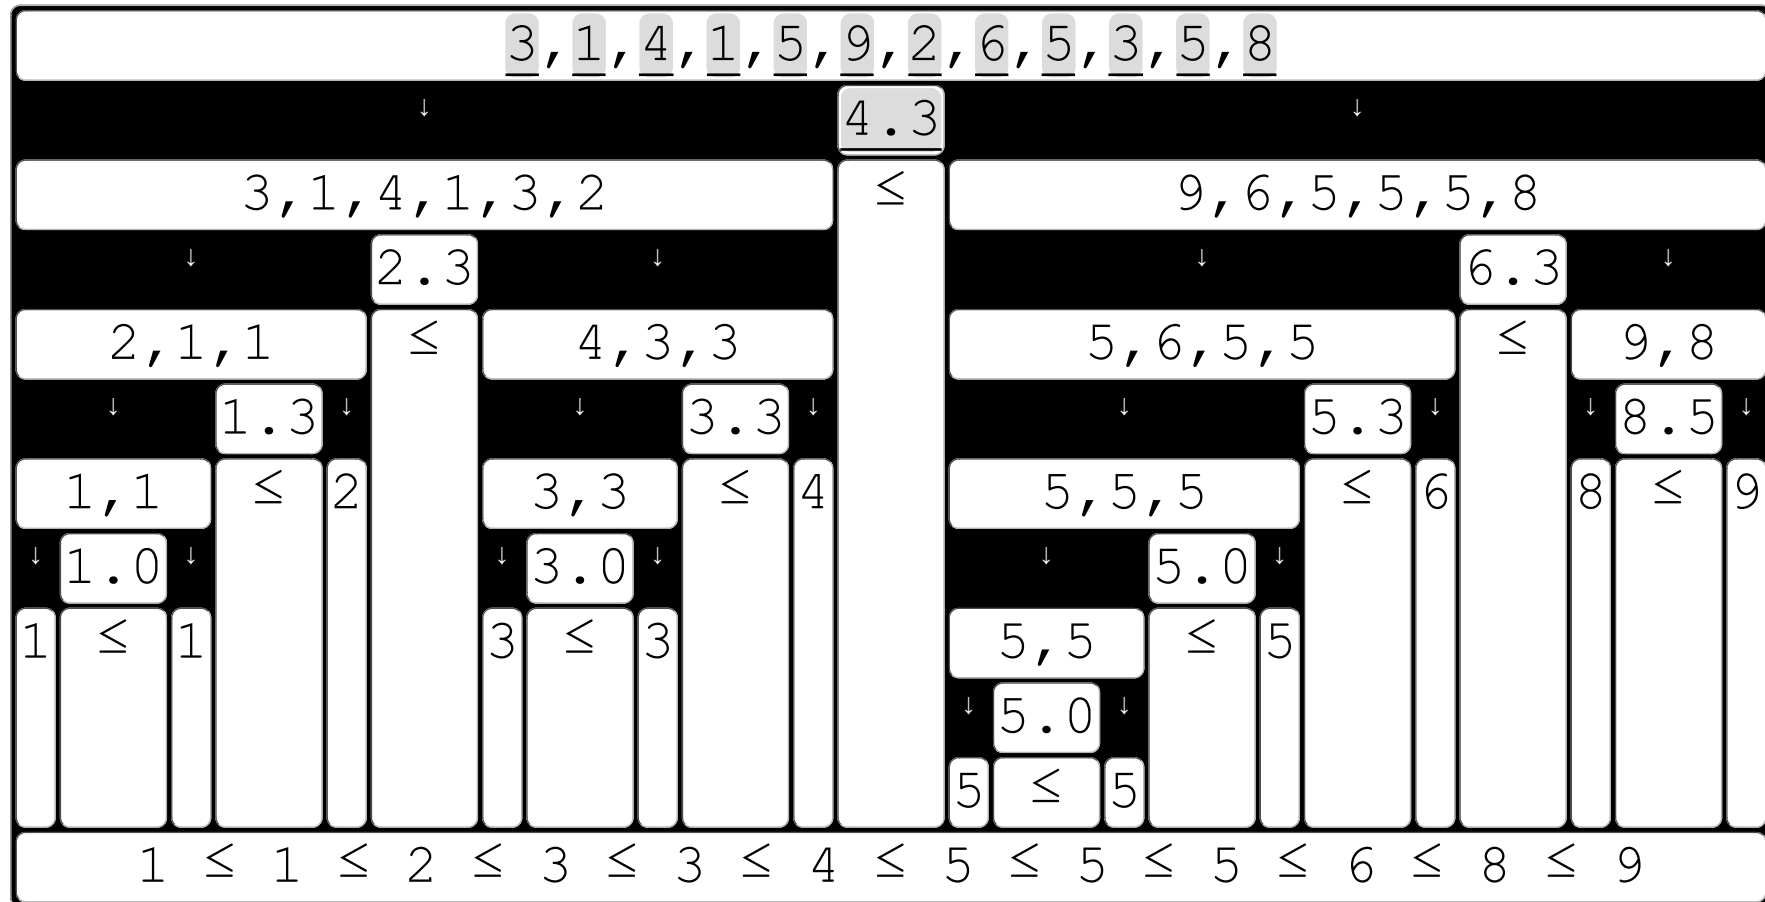 3,1,4,1,5,9,2,6,5,3,5,8
↓ 4.3 ↓
3,1,4,1,3,2 ≤ 9,6,5,5,5,8
↓ 2.3 ↓ ↓ 6.3 ↓
2,1,1 ≤ 4,3,3 5,6,5,5 ≤ 9,8
↓ 1.3 ↓ ↓ 3.3 ↓ ↓ 5.3 ↓ ↓ 8.5 ↓
1,1 ≤ 2 3,3 ≤ 4 5,5,5 ≤ 6 8 ≤ 9
↓ 1.0 ↓ ↓ 3.0 ↓ ↓ 5.0 ↓
1 ≤ 1 3 ≤ 3 5,5 ≤ 5
↓ 5.0 ↓
5 ≤ 5
1 ≤ 1 ≤ 2 ≤ 3 ≤ 3 ≤ 4 ≤ 5 ≤ 5 ≤ 5 ≤ 6 ≤ 8 ≤ 9